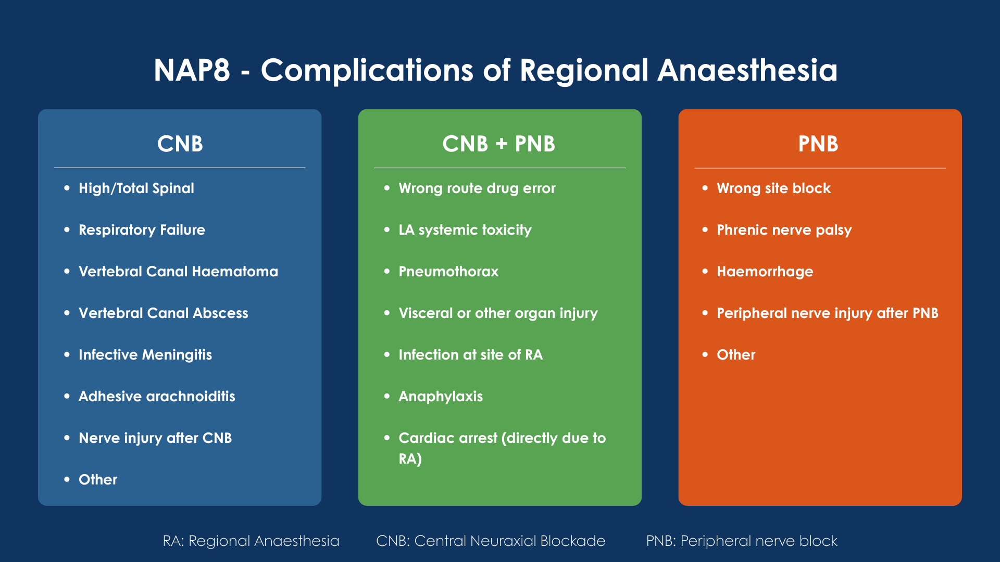 NAP8 - Complications of Regional Anaesthesia
CNB
• High/Total Spinal
• Respiratory Failure
• Vertebral Canal Haematoma
• Vertebral Canal Abscess
• Infective Meningitis
• Adhesive arachnoiditis
• Nerve injury after CNB
• Other
CNB + PNB
• Wrong route drug error
• LA systemic toxicity
• Pneumothorax
• Visceral or other organ injury
• Infection at site of RA
• Anaphylaxis
• Cardiac arrest (directly due to
RA)
PNB
• Wrong site block
• Phrenic nerve palsy
• Haemorrhage
• Peripheral nerve injury after PNB
• Other
RA: Regional Anaesthesia CNB: Central Neuraxial Blockade PNB: Peripheral nerve block